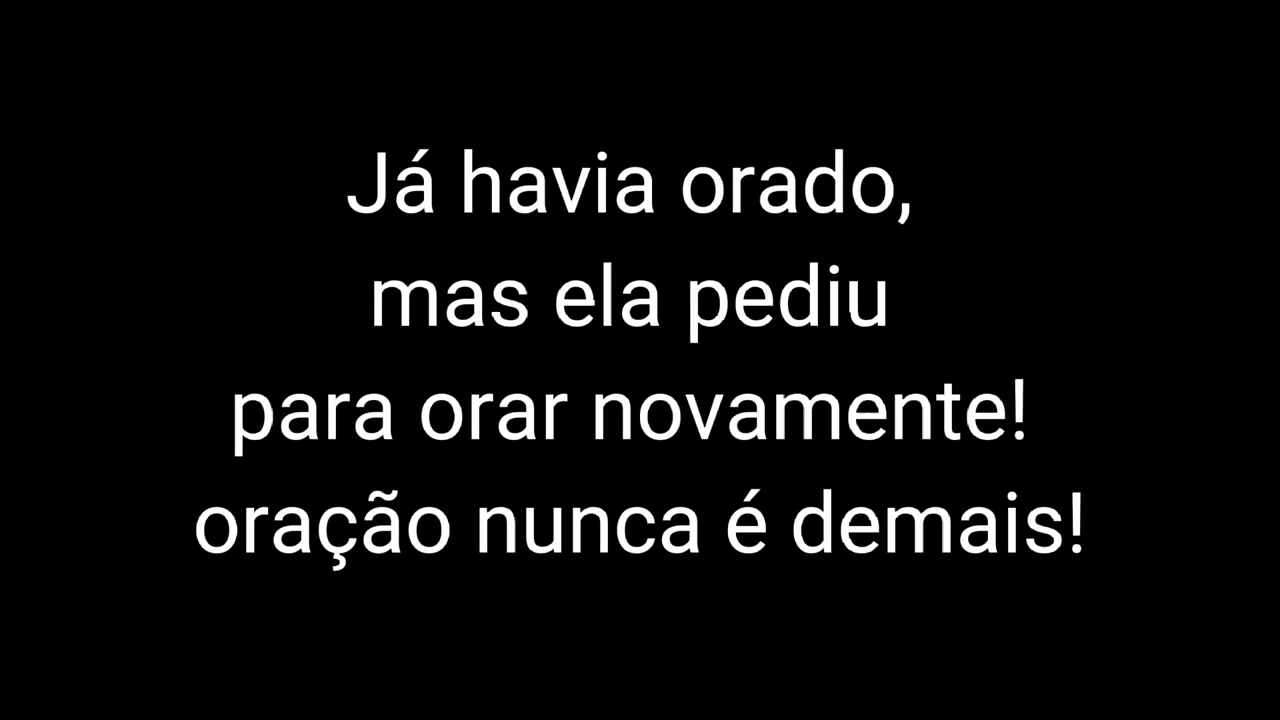 Já havia orado,
mas ela pediu
para orar novamente!
oração nunca é demais!